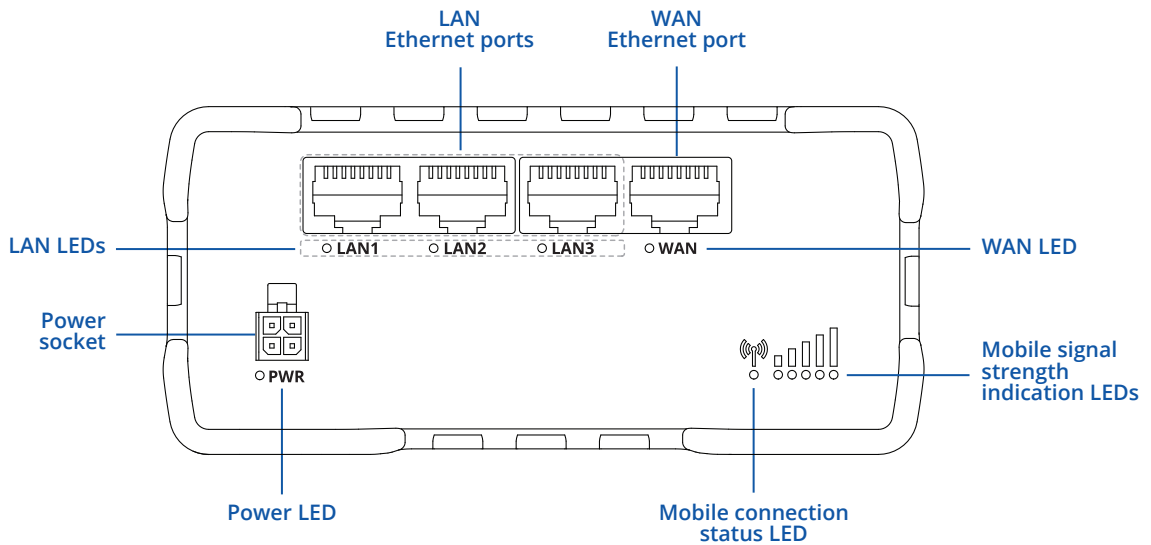 LAN
Ethernet ports
WAN
Ethernet port
LAN LEDs
LAN1
LAN2
LAN3
WAN
WAN LED
Power
socket
PWR
Mobile signal
strength
indication LEDs
Power LED
Mobile connection
status LED